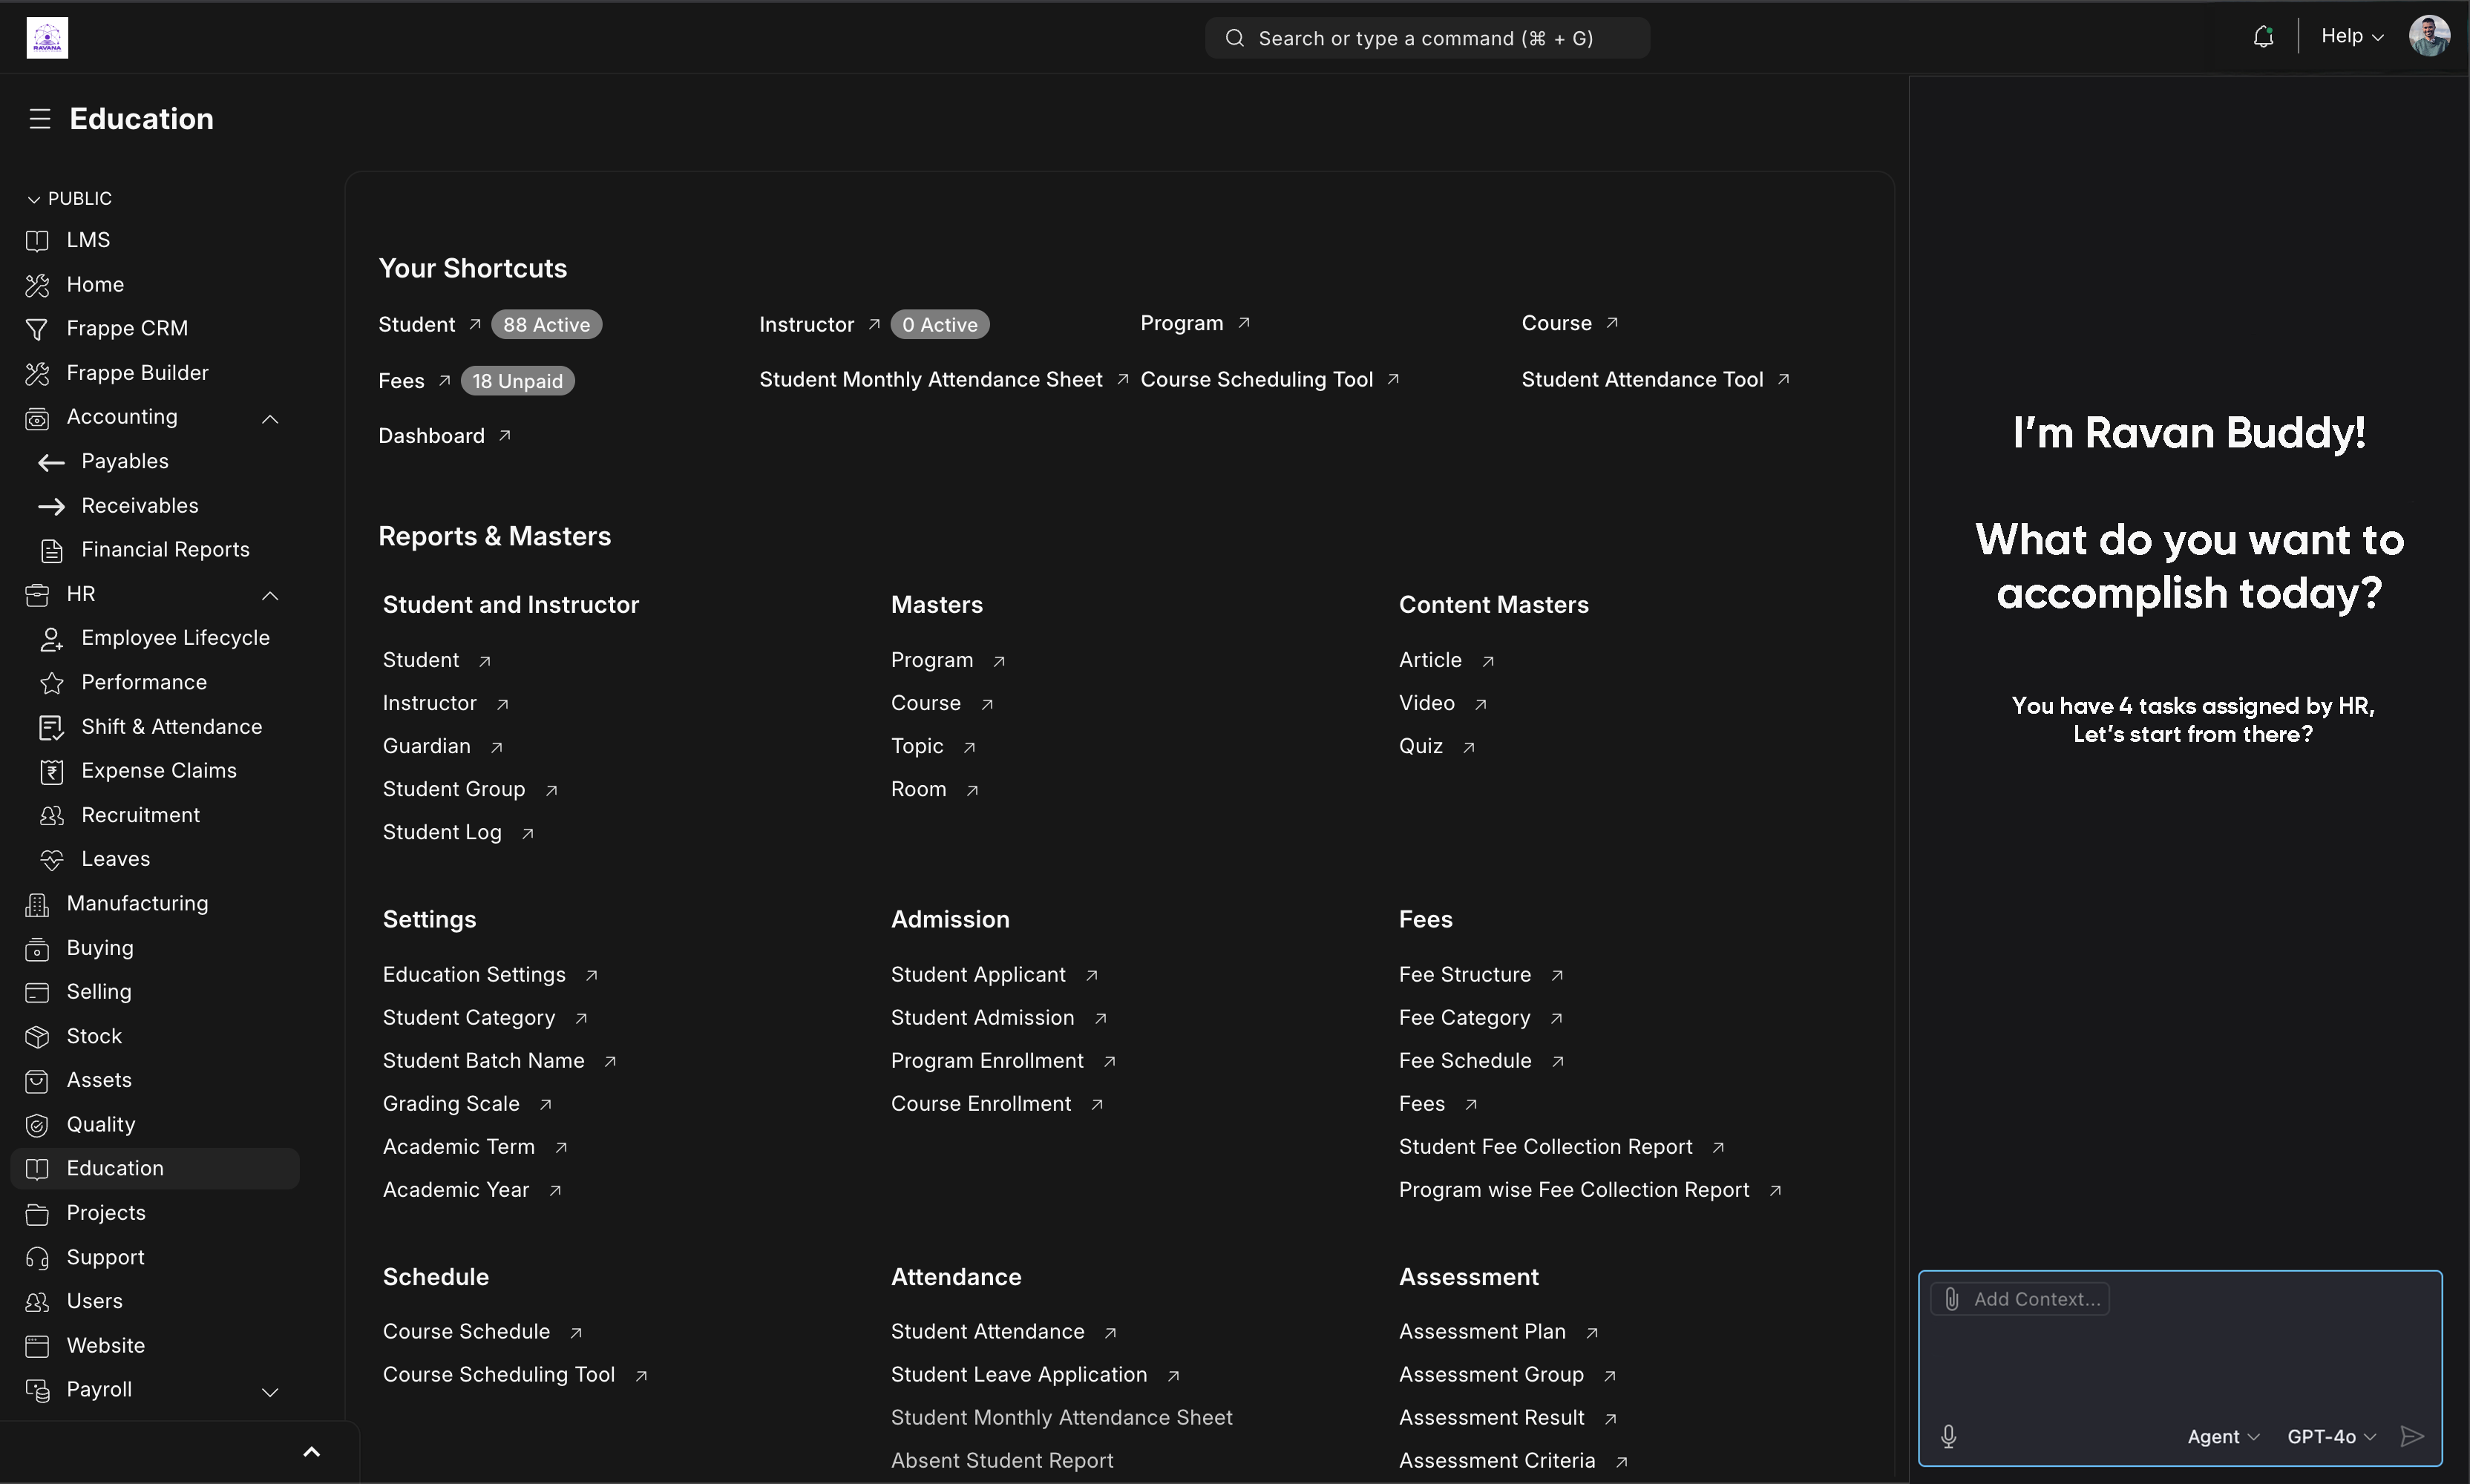 RAVANA
Search or type a command (⌘ + G)
Help
Education
PUBLIC
LMS
Home
Frappe CRM
Frappe Builder
Accounting
Payables
Receivables
Financial Reports
HR
Employee Lifecycle
Performance
Shift & Attendance
Expense Claims
Recruitment
Leaves
Manufacturing
Buying
Selling
Stock
Assets
Quality
Education
Projects
Support
Users
Website
Payroll
Your Shortcuts
Student 88 Active
Instructor 0 Active
Program
Course
Fees 18 Unpaid
Student Monthly Attendance Sheet
Course Scheduling Tool
Student Attendance Tool
Dashboard
Reports & Masters
Student and Instructor
Student
Instructor
Guardian
Student Group
Student Log
Masters
Program
Course
Topic
Room
Content Masters
Article
Video
Quiz
Settings
Education Settings
Student Category
Student Batch Name
Grading Scale
Academic Term
Academic Year
Admission
Student Applicant
Student Admission
Program Enrollment
Course Enrollment
Fees
Fee Structure
Fee Category
Fee Schedule
Fees
Student Fee Collection Report
Program wise Fee Collection Report
Schedule
Course Schedule
Course Scheduling Tool
Attendance
Student Attendance
Student Leave Application
Student Monthly Attendance Sheet
Absent Student Report
Assessment
Assessment Plan
Assessment Group
Assessment Result
Assessment Criteria
I'm Ravan Buddy!
What do you want to
accomplish today?
You have 4 tasks assigned by HR,
Let's start from there?
Add Context...
Agent
GPT-4o